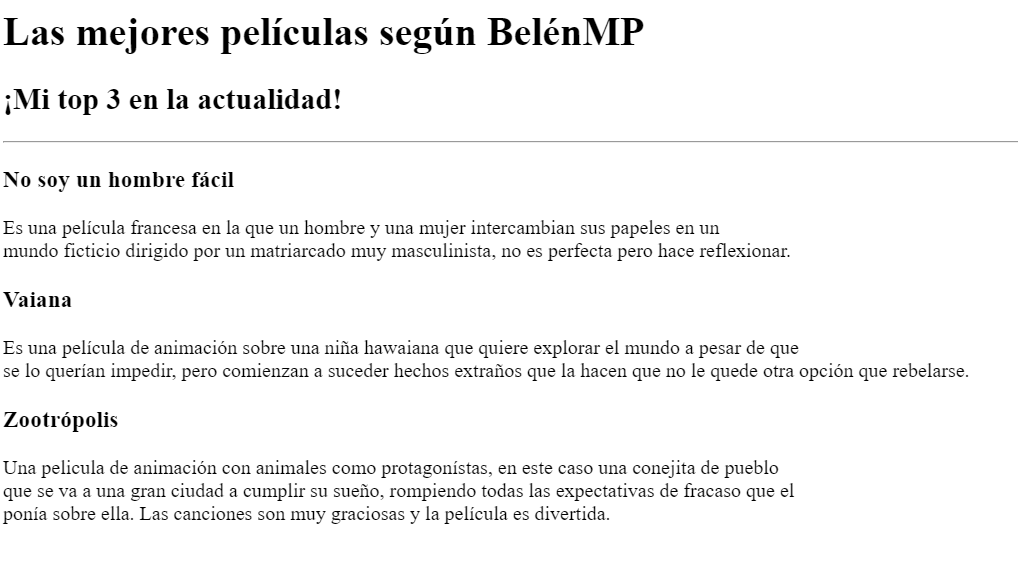 Las mejores películas según BelénMP
¡Mi top 3 en la actualidad!
No soy un hombre fácil
Es una película francesa en la que un hombre y una mujer intercambian sus papeles en un
mundo ficticio dirigido por un matriarcado muy masculinista, no es perfecta pero hace reflexionar.
Vaiana
Es una película de animación sobre una niña hawaiana que quiere explorar el mundo a pesar de que
se lo querían impedir, pero comienzan a suceder hechos extraños que la hacen que no le quede otra opción que rebelarse.
Zootrópolis
Una pelicula de animación con animales como protagonístas, en este caso una conejita de pueblo
que se va a una gran ciudad a cumplir su sueño, rompiendo todas las expectativas de fracaso que el
ponía sobre ella. Las canciones son muy graciosas y la película es divertida.